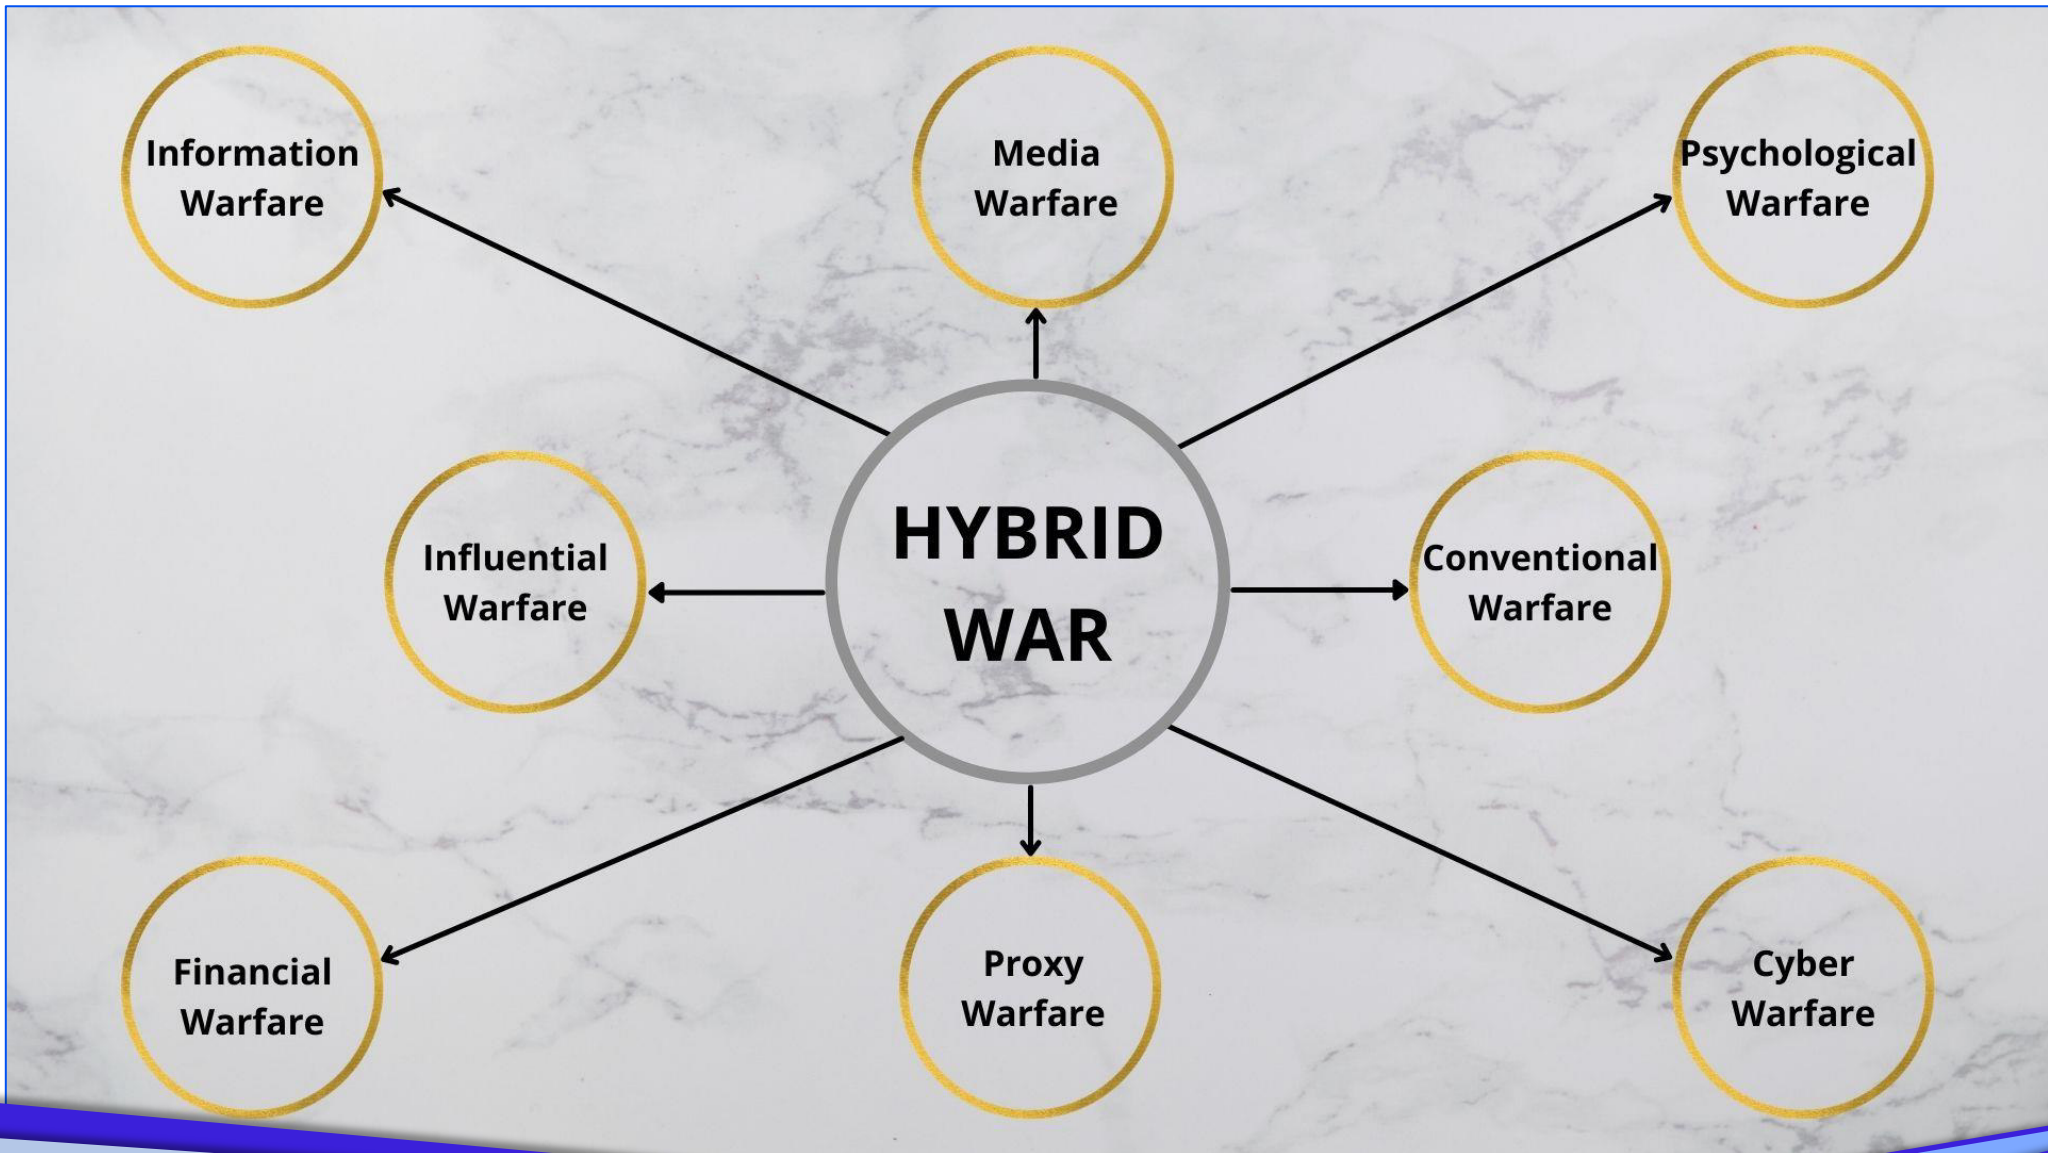 Information
Warfare
Media
Warfare
Psychological
Warfare
Influential
Warfare
HYBRID
WAR
Conventional
Warfare
Financial
Warfare
Proxy
Warfare
Cyber
Warfare